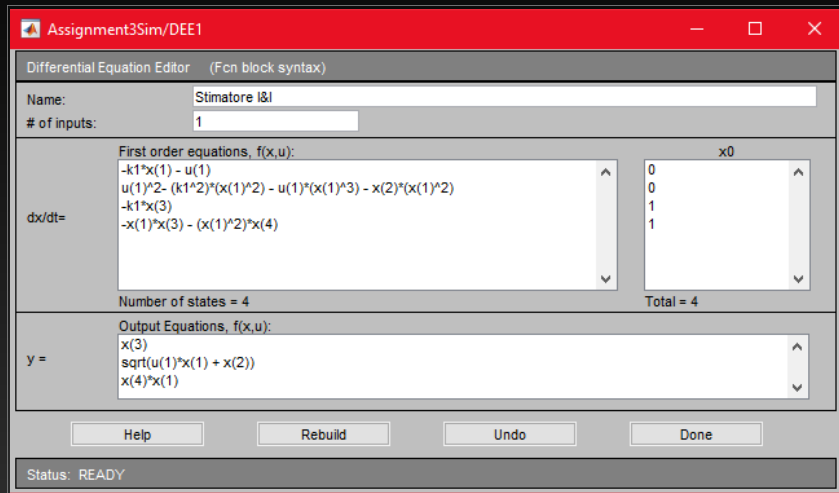 Assignment3Sim/DEE1
Differential Equation Editor (Fcn block syntax)
Name: Stimatore I&I
# of inputs: 1
First order equations, f(x,u): x0
-k1*x(1) - u(1) 0
u(1)^2- (k1^2)*(x(1)^2) - u(1)*(x(1)^3) - x(2)*(x(1)^2) 0
-k1*x(3) 1
-x(1)*x(3) - (x(1)^2)*x(4) 1
dx/dt=
Number of states = 4 Total = 4
Output Equations, f(x,u):
x(3)
y = sqrt(u(1)*x(1) + x(2))
x(4)*x(1)
Help Rebuild Undo Done
Status: READY